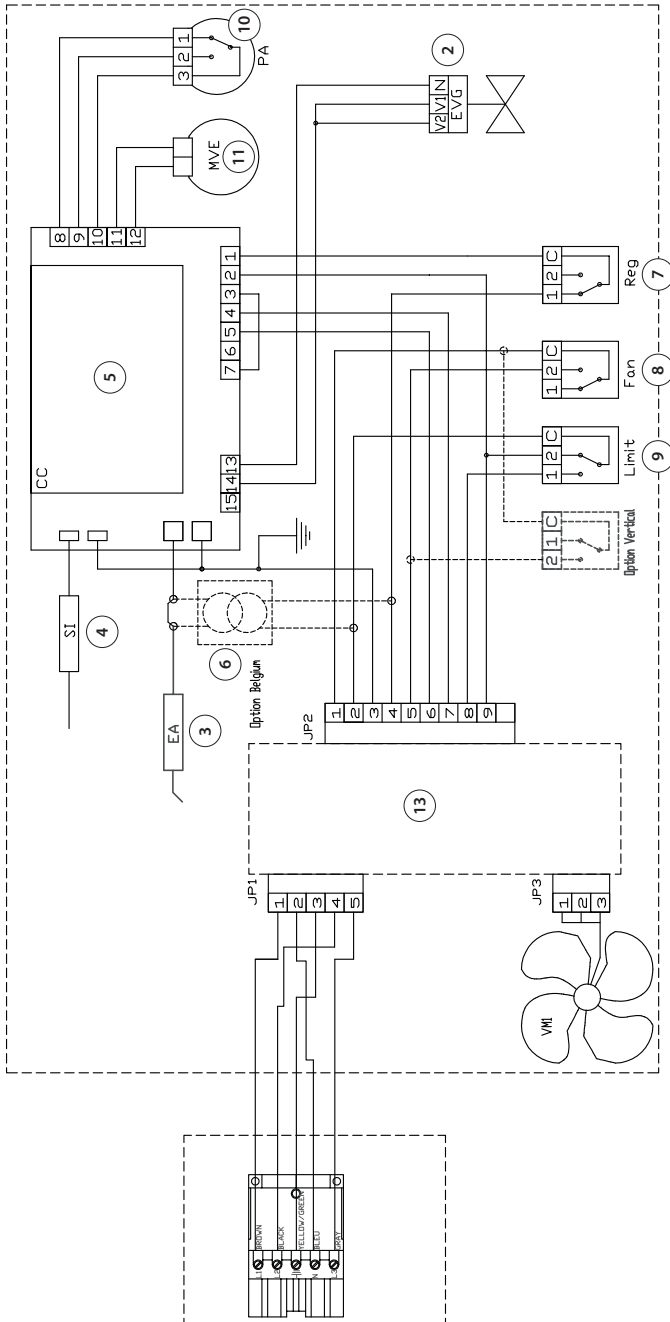 10
1
2
3
PA
MVE
11
8
9
10
11
12
2
V2 V1 N
EVG
CC
5
1
2
3
4
5
6
7
13
14
15
C
2
1
Reg
7
C
2
1
Fan
8
C
2
1
Limit
9
C
1
2
Option Vertical
SI
4
EA
3
6
Option Belgium
JP2
1
2
3
4
5
6
7
8
9
13
JP1
1
2
3
4
5
JP3
1
2
3
VM1
L1 BROWN
L2 BLACK
YELLOW/GREEN
N BLEU
L3 GRAY